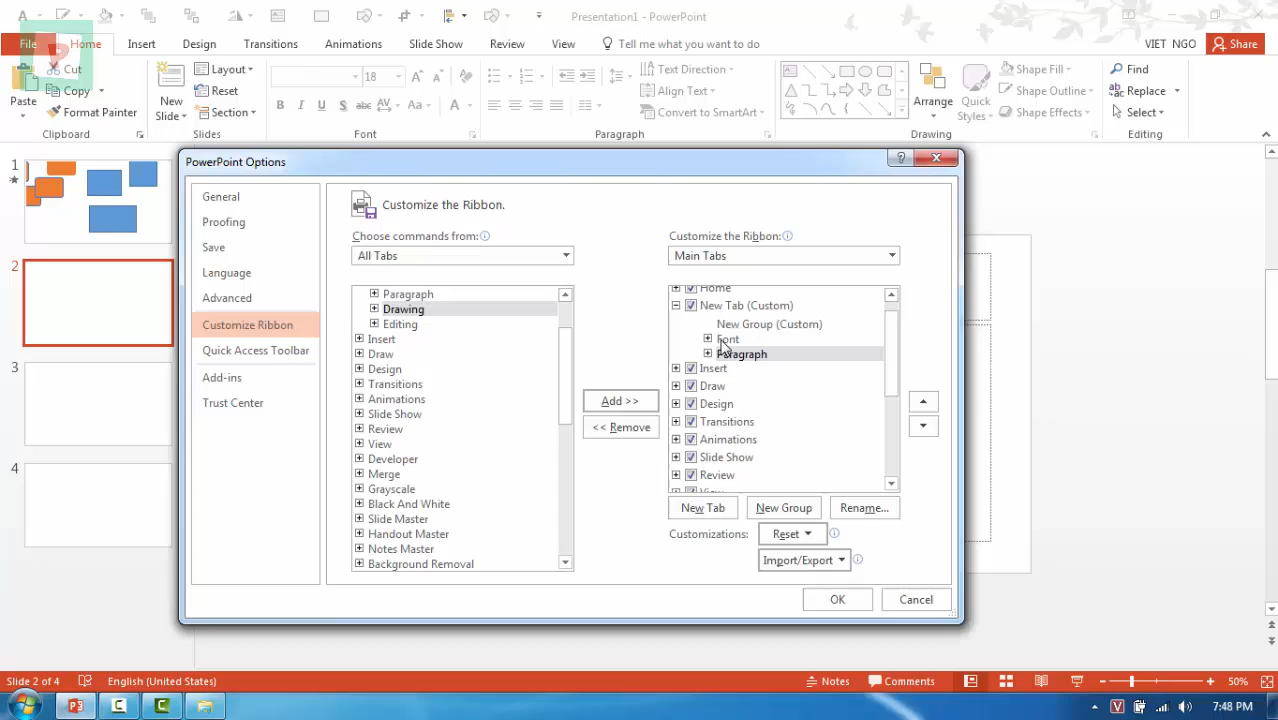 Presentation1 - PowerPoint
File
Home
Insert
Design
Transitions
Animations
Slide Show
Review
View
Tell me what you want to do
VIET NGO
Share
Paste
Cut
Copy
Format Painter
Clipboard
New
Slide
Layout
Reset
Section
Slides
18
B I U S abc AV Aa A
Font
Text Direction
Align Text
Convert to SmartArt
Paragraph
Arrange
Quick
Styles
Shape Fill
Shape Outline
Shape Effects
Drawing
Find
Replace
Select
Editing
1
2
3
4
PowerPoint Options
General
Proofing
Save
Language
Advanced
Customize Ribbon
Quick Access Toolbar
Add-ins
Trust Center
Customize the Ribbon.
Choose commands from:
All Tabs
Paragraph
Drawing
Editing
Insert
Draw
Design
Transitions
Animations
Slide Show
Review
View
Developer
Merge
Grayscale
Black And White
Slide Master
Handout Master
Notes Master
Background Removal
Add >>
<< Remove
Customize the Ribbon:
Main Tabs
Home
New Tab (Custom)
New Group (Custom)
Font
Paragraph
Insert
Draw
Design
Transitions
Animations
Slide Show
Review
View
New Tab
New Group
Rename...
Customizations:
Reset
Import/Export
OK
Cancel
Slide 2 of 4
English (United States)
Notes
Comments
50%
7:48 PM